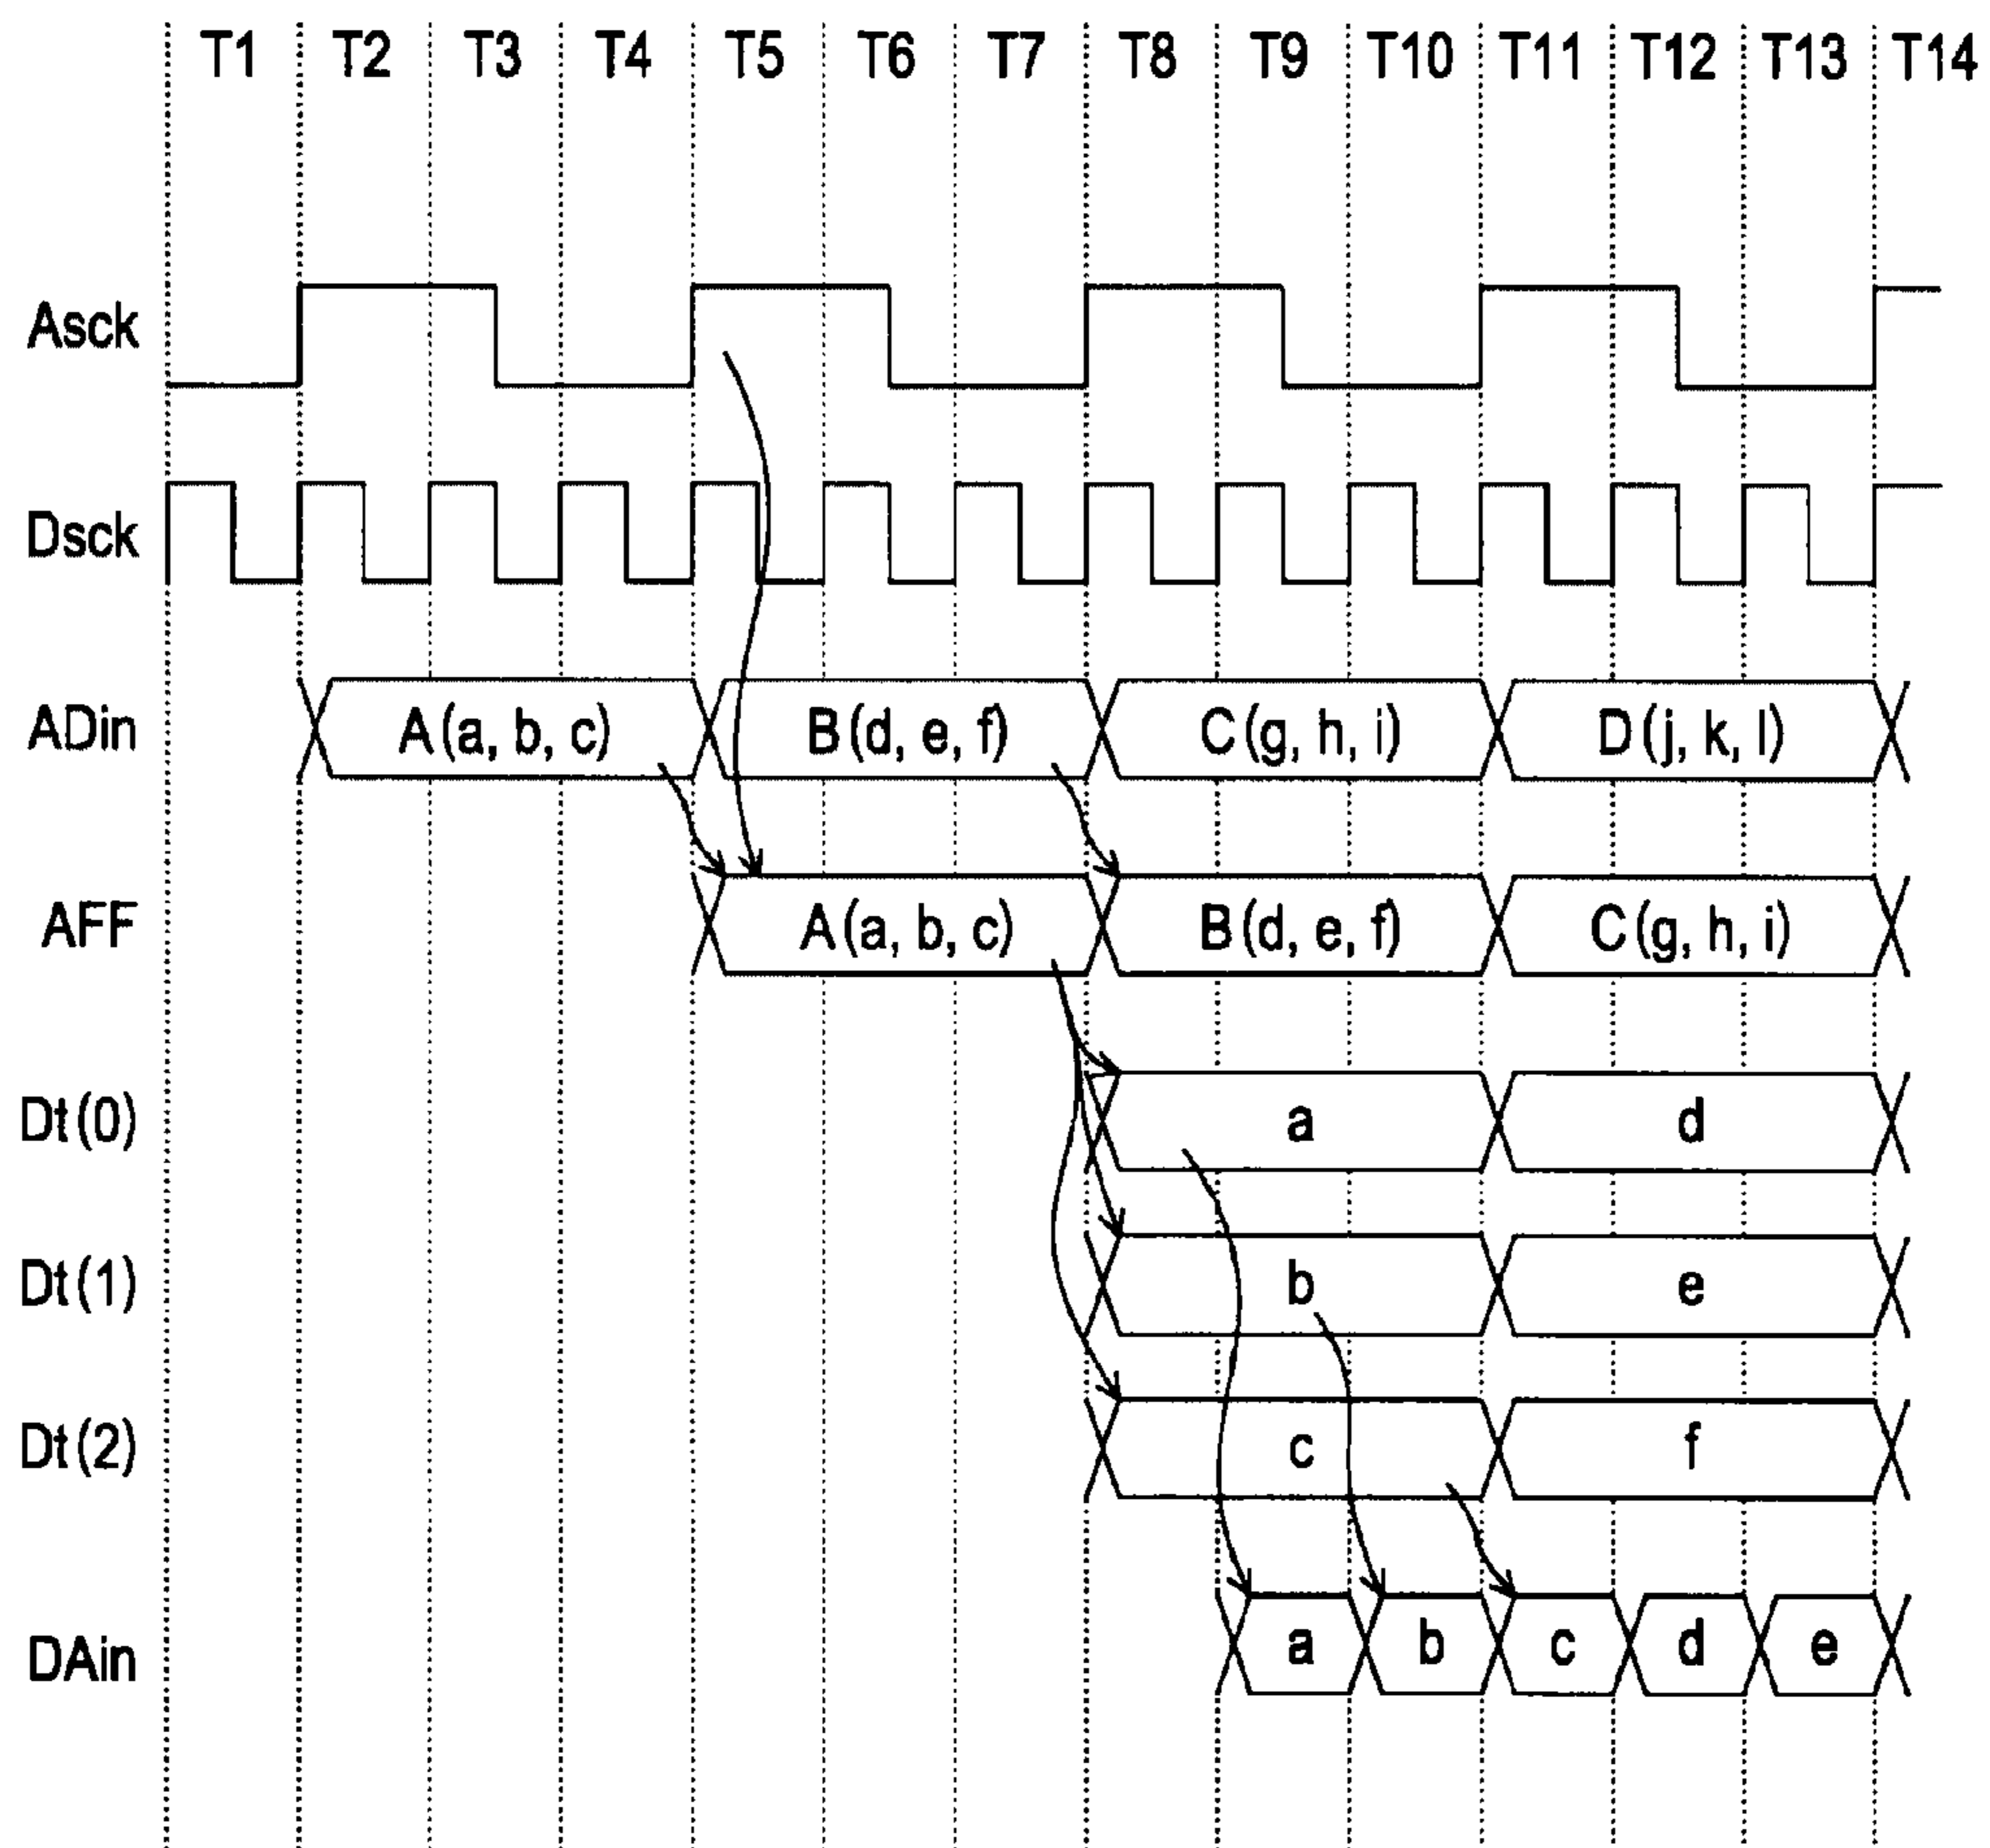 T1 T2 T3 T4 T5 T6 T7 T8 T9 T10 T11 T12 T13 T14
Asck
Dsck
ADin A(a, b, c) B(d, e, f) C(g, h, i) D(j, k, l)
AFF A(a, b, c) B(d, e, f) C(g, h, i)
Dt(0) a d
Dt(1) b e
Dt(2) c f
DAin a b c d e